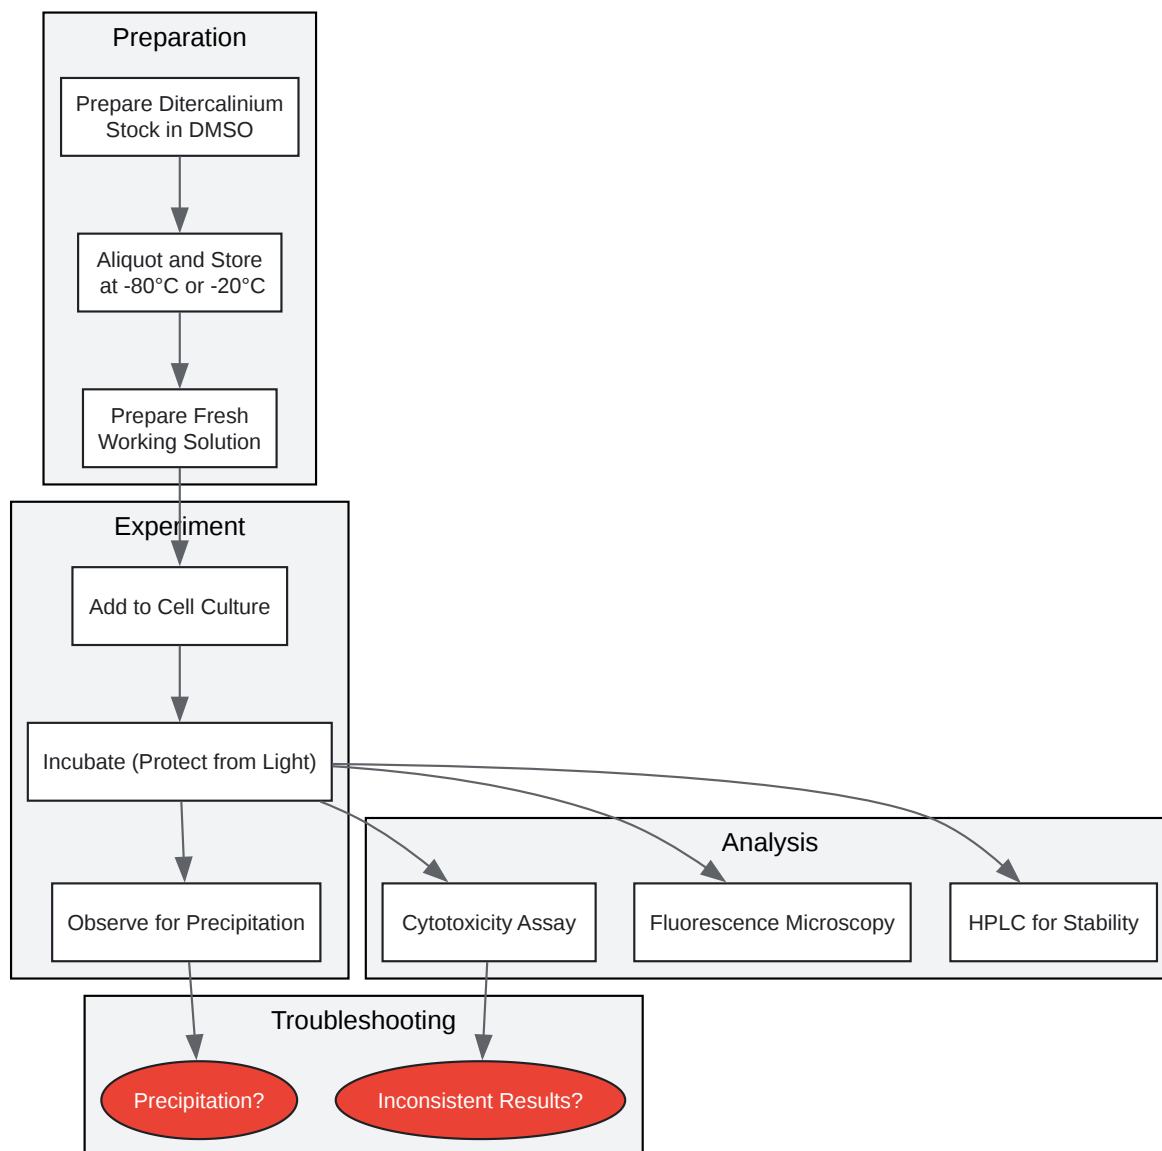 Preparation
Prepare Ditercalinium
Stock in DMSO
Aliquot and Store
at -80°C or -20°C
Prepare Fresh
Working Solution
Experiment
Add to Cell Culture
Incubate (Protect from Light)
Observe for Precipitation
Analysis
Cytotoxicity Assay
Fluorescence Microscopy
HPLC for Stability
Troubleshooting
Precipitation?
Inconsistent Results?